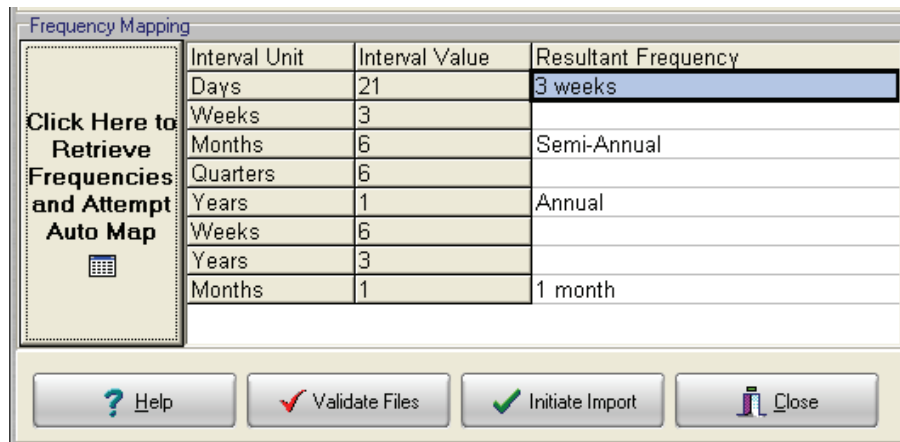 Frequency Mapping
Click Here to
Retrieve
Frequencies
and Attempt
Auto Map
Interval Unit Interval Value Resultant Frequency
Days 21 3 weeks
Weeks 3
Months 6 Semi-Annual
Quarters 6
Years 1 Annual
Weeks 6
Years 3
Months 1 1 month
Help Validate Files Initiate Import Close